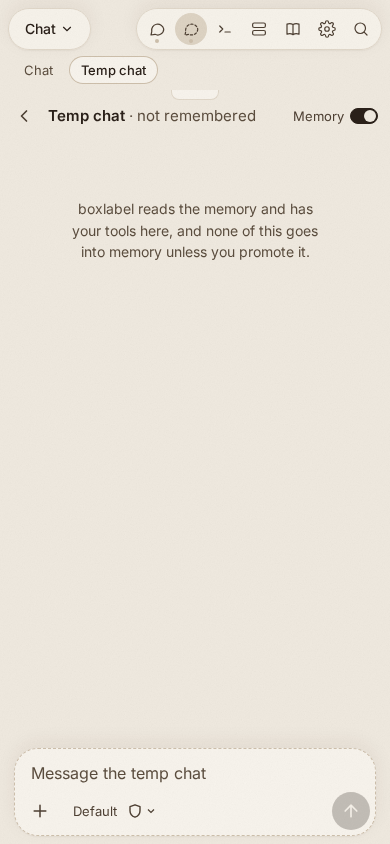 Chat
Chat
Temp chat
Temp chat · not remembered
Memory
boxlabel reads the memory and has
your tools here, and none of this goes
into memory unless you promote it.
Message the temp chat
Default